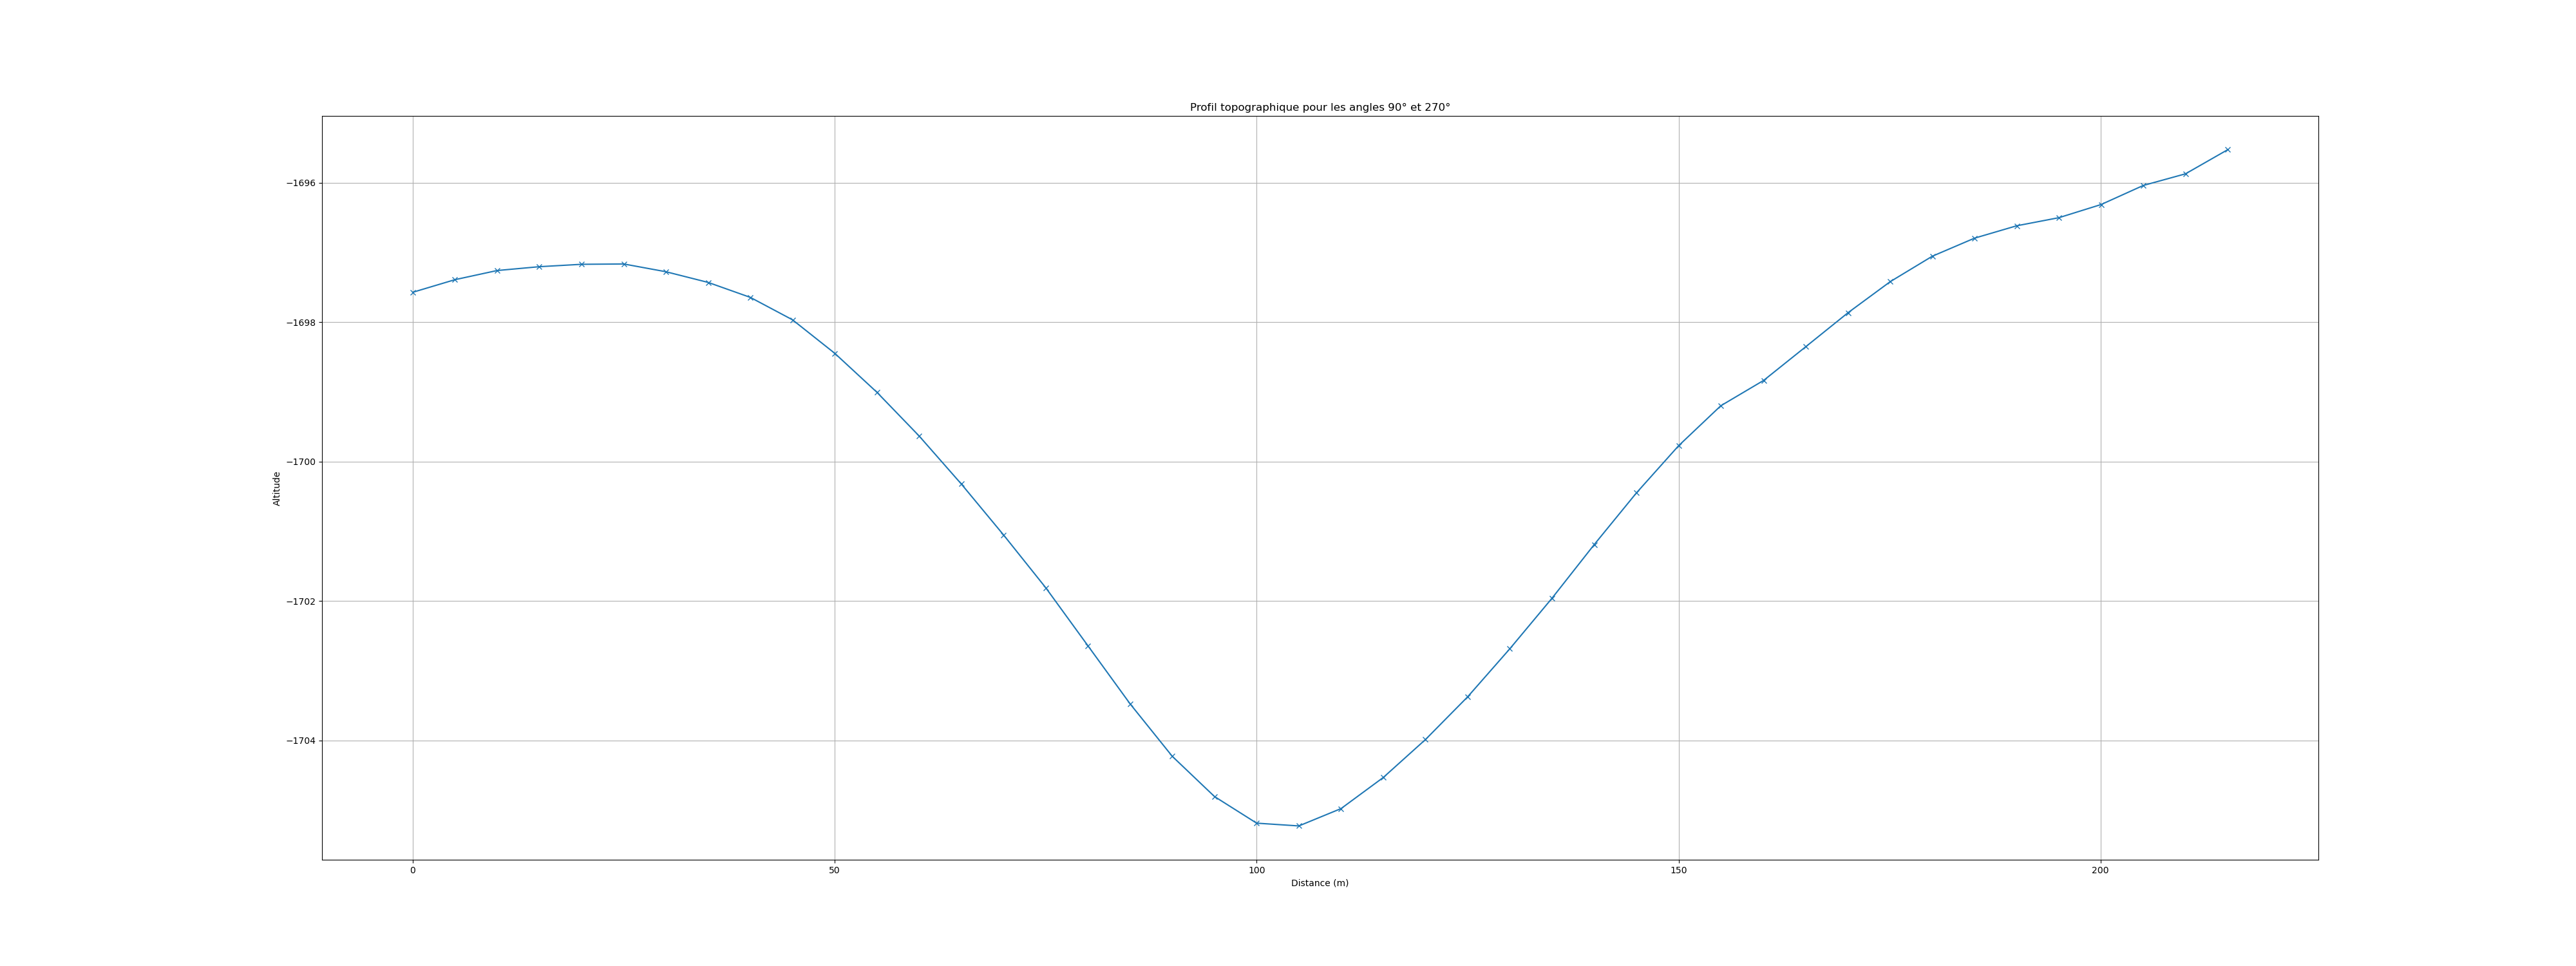 Profil topographique pour les angles 90° et 270°
Altitude
−1696
−1698
−1700
−1702
−1704
0 50 100 150 200
Distance (m)